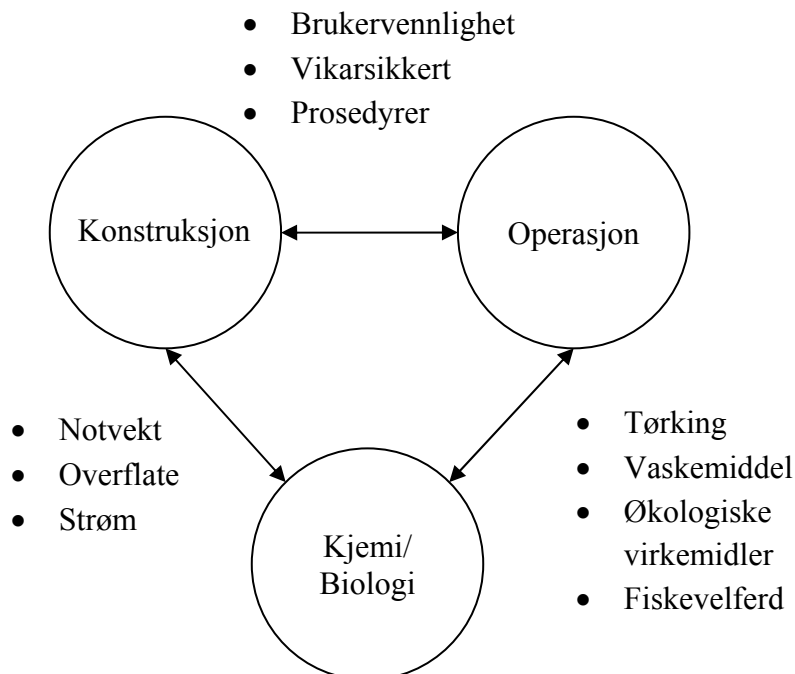 • Brukervennlighet
• Vikarsikkert
• Prosedyrer
Konstruksjon
Operasjon
• Notvekt
• Overflate
• Strøm
• Tørking
• Vaskemiddel
• Økologiske
virkemidler
• Fiskevelferd
Kjemi/
Biologi